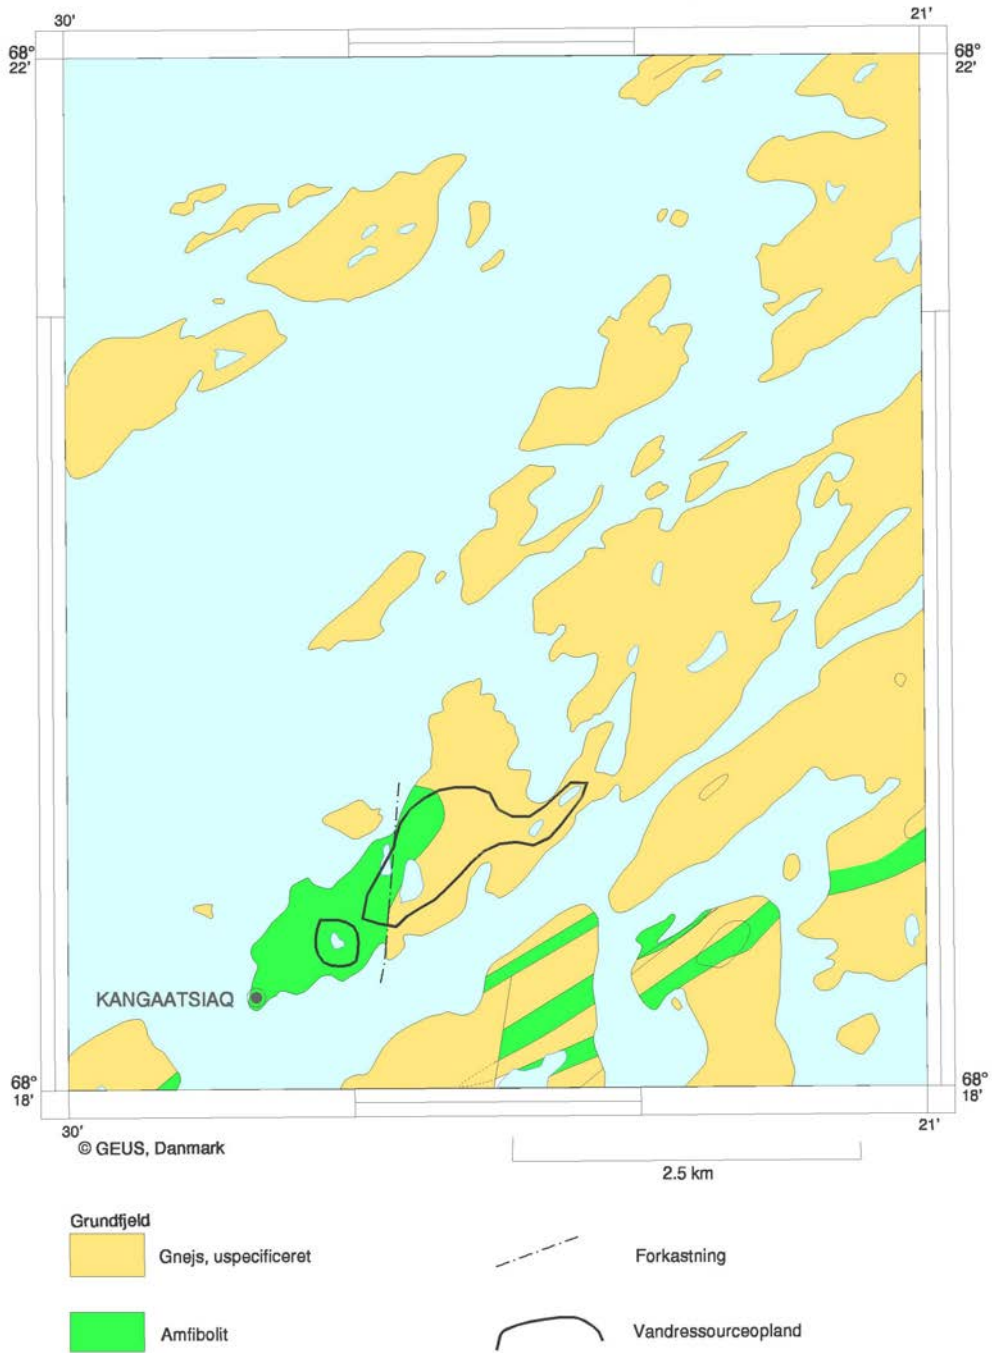 30'
21'
68°
22'
68°
22'
KANGAATSIAQ
68°
18'
68°
18'
30'
21'
© GEUS, Danmark
2.5 km
Grundfjeld
Gnejs, uspecificeret
Forkastning
Amfibolit
Vandressourceopland